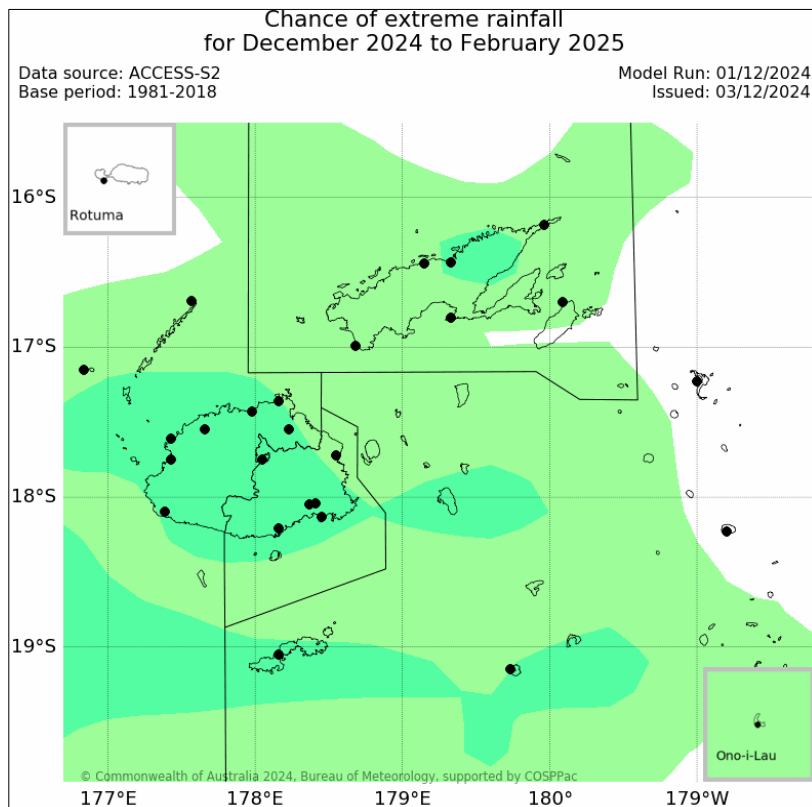 Chance of extreme rainfall
for December 2024 to February 2025
Data source: ACCESS-S2
Base period: 1981-2018
Model Run: 01/12/2024
Issued: 03/12/2024
Rotuma
16°S
17°S
18°S
19°S
Ono-i-Lau
© Commonwealth of Australia 2024, Bureau of Meteorology, supported by COSPPac
177°E
178°E
179°E
180°
179°W